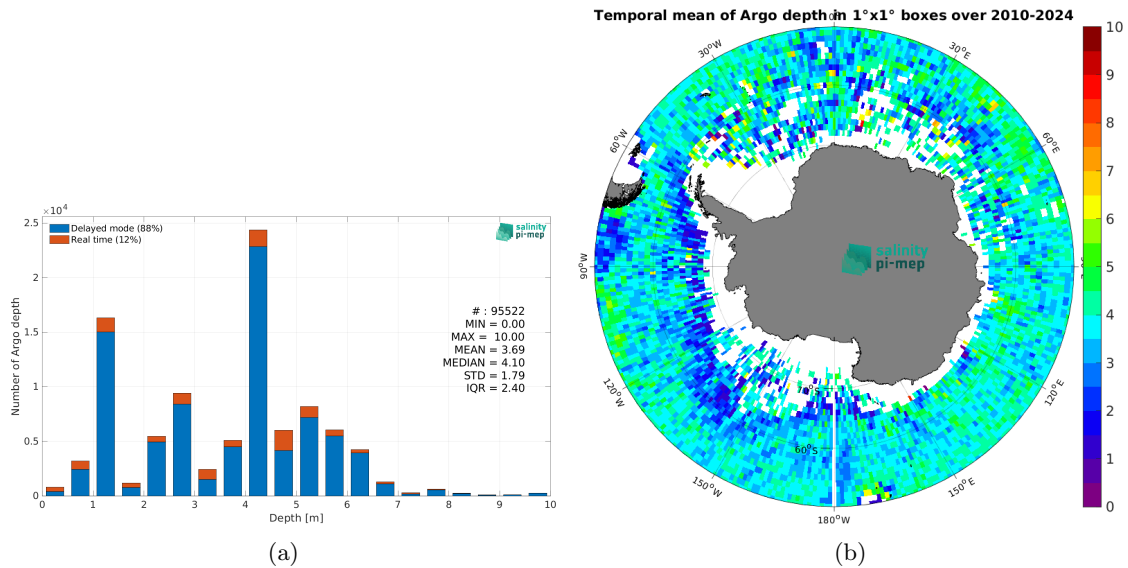 Temporal mean of Argo depth in 1°x1° boxes over 2010-2024
×10⁴
2.5
2
1.5
1
0.5
0
Number of Argo depth
Delayed mode (88%)
Real time (12%)
salinity
pi-mep
# : 95522
MIN = 0.00
MAX = 10.00
MEAN = 3.69
MEDIAN = 4.10
STD = 1.79
IQR = 2.40
0 1 2 3 4 5 6 7 8 9 10
Depth [m]
(a)
30°W
30°E
60°W
60°E
90°W
120°W
120°E
150°W
150°E
180°W
60°S
salinity
pi-mep
10
9
8
7
6
5
4
3
2
1
0
(b)